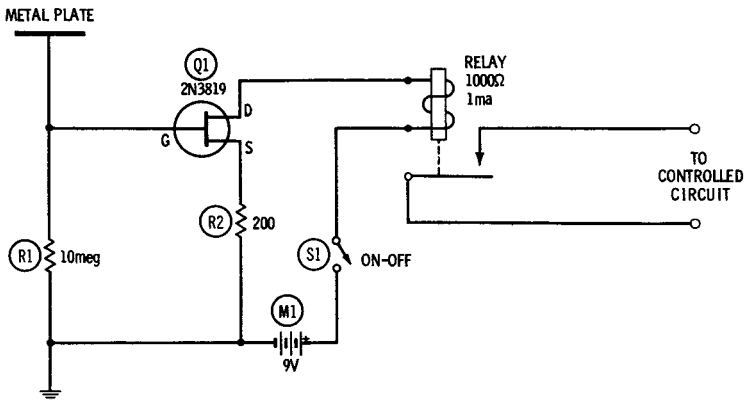 METAL PLATE
Q1
2N3819
D
G
S
RELAY
1000Ω
1ma
TO
CONTROLLED
CIRCUIT
R1
10meg
R2
200
S1
ON-OFF
M1
+
9V